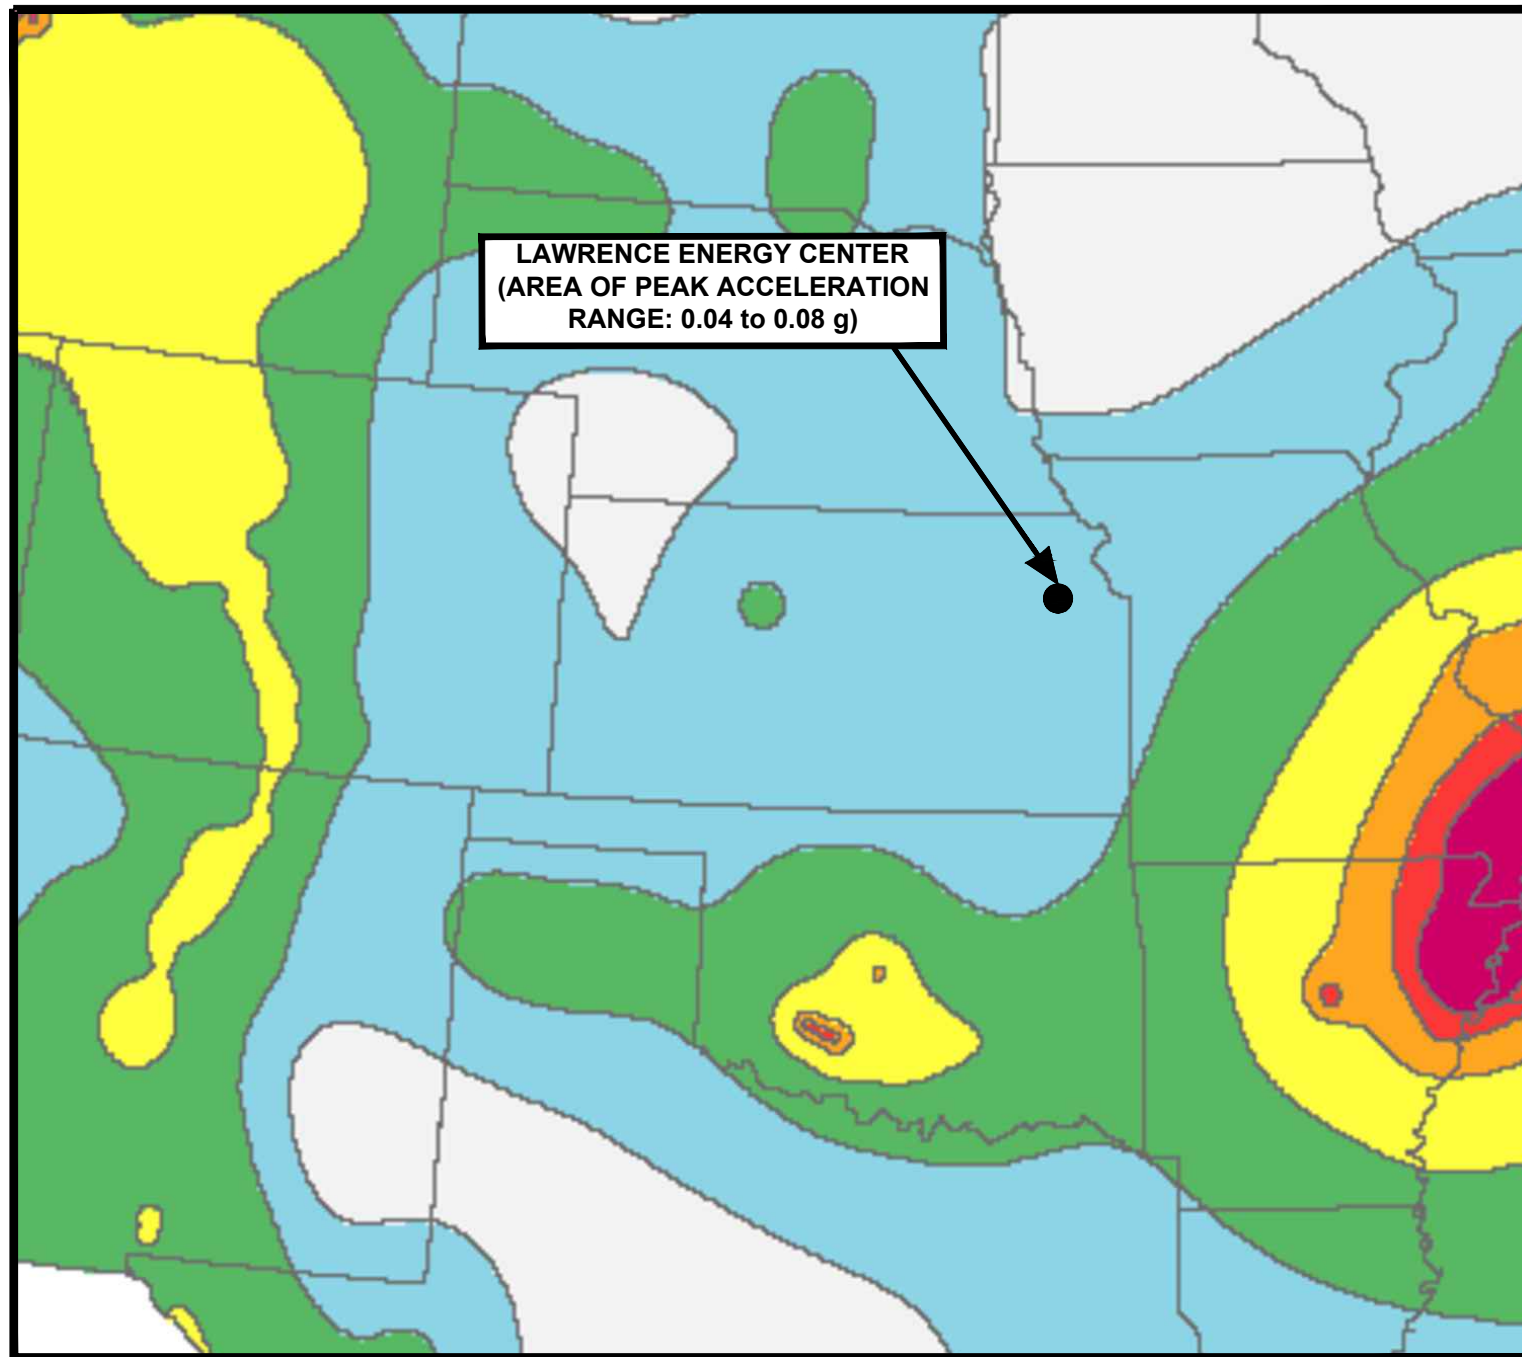 LAWRENCE ENERGY CENTER
(AREA OF PEAK ACCELERATION
RANGE: 0.04 to 0.08 g)